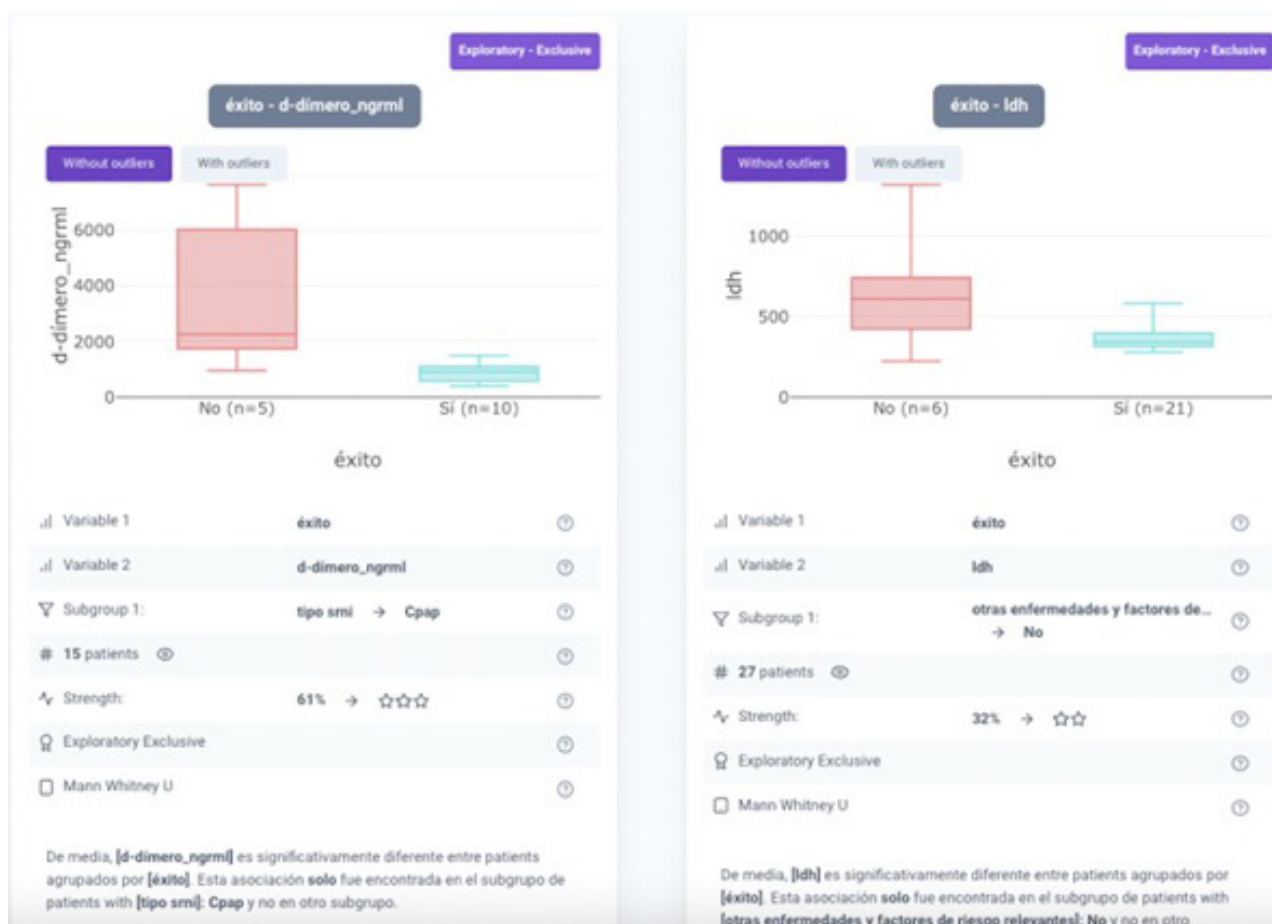 Exploratory - Exclusive
éxito - d-dímero_ngrml
Without outliers With outliers
d-dímero_ngrml
6000
4000
2000
0
No (n=5) Sí (n=10)
éxito
Variable 1 éxito
Variable 2 d-dímero_ngrml
Subgroup 1: tipo srni → Cpap
# 15 patients
Strength: 61% →
Exploratory Exclusive
Mann Whitney U
De media, [d-dímero_ngrml] es significativamente diferente entre patients
agrupados por [éxito]. Esta asociación solo fue encontrada en el subgrupo de
patients with [tipo srni]: Cpap y no en otro subgrupo.
Exploratory - Exclusive
éxito - ldh
Without outliers With outliers
ldh
1000
500
0
No (n=6) Sí (n=21)
éxito
Variable 1 éxito
Variable 2 ldh
Subgroup 1: otras enfermedades y factores de...
→ No
# 27 patients
Strength: 32% →
Exploratory Exclusive
Mann Whitney U
De media, [ldh] es significativamente diferente entre patients agrupados por
[éxito]. Esta asociación solo fue encontrada en el subgrupo de patients with
[otras enfermedades y factores de riesgo relevantes]: No y no en otro